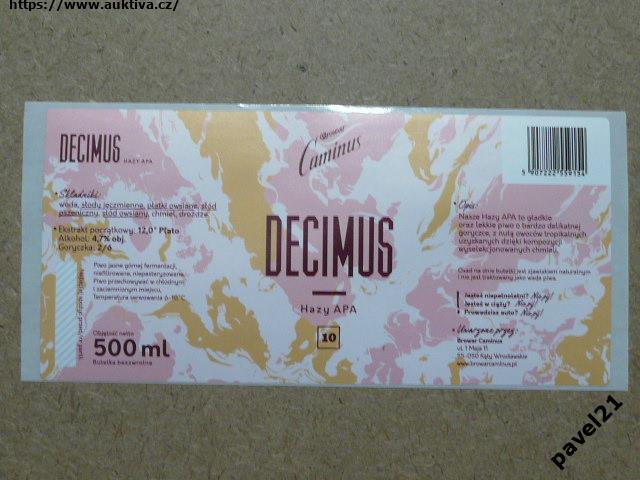 https://www.auktiva.cz/
DECIMUS HAZY APA
Składniki:
woda, słody jęczmienne, płatki owsiane, słód
pszeniczny, słód owsiany, chmiel, drożdże.
Ekstrakt początkowy: 12,0° Plato
Alkohol: 4,7% obj.
Goryczka: 2/6
Piwo jasne górnej fermentacji,
niefiltrowane, niepasteryzowane.
Piwo przechowywać w chłodnym
i zaciemnionym miejscu.
Temperatura serwowania 6-10°C
Objętość netto
500 ml
Butelka bezzwrotna
Browar
Caminus
DECIMUS
Hazy APA
10
5 907222 559154
Opis:
Nasze Hazy APA to gładkie
oraz lekkie piwo o bardzo delikatnej
goryczce, z nutą owoców tropikalnych
uzyskanych dzięki kompozycji
wyselekcjonowanych chmieli.
Osad na dnie butelki jest zjawiskiem naturalnym
i nie jest traktowany jako wada piwa.
Jesteś niepełnoletni? Nie pij!
Jesteś w ciąży? Nie pij!
Prowadzisz auto? Nie pij!
Uwarzone przez:
Browar Caminus
ul. 1 Maja 11
55-080 Kąty Wrocławskie
www.browarcaminus.pl
pavel21